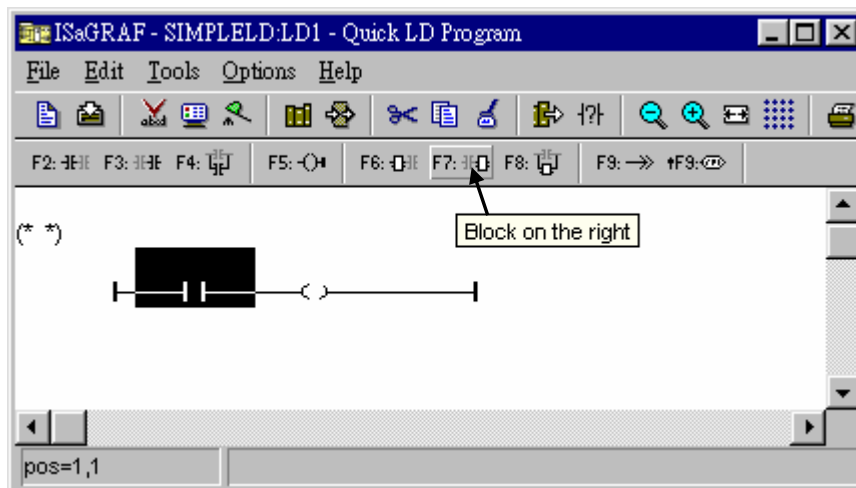 ISaGRAF - SIMPLELD:LD1 - Quick LD Program
File Edit Tools Options Help
F2: F3: F4: F5: F6: F7: F8: F9: F9:
Block on the right
(* *)
pos=1,1